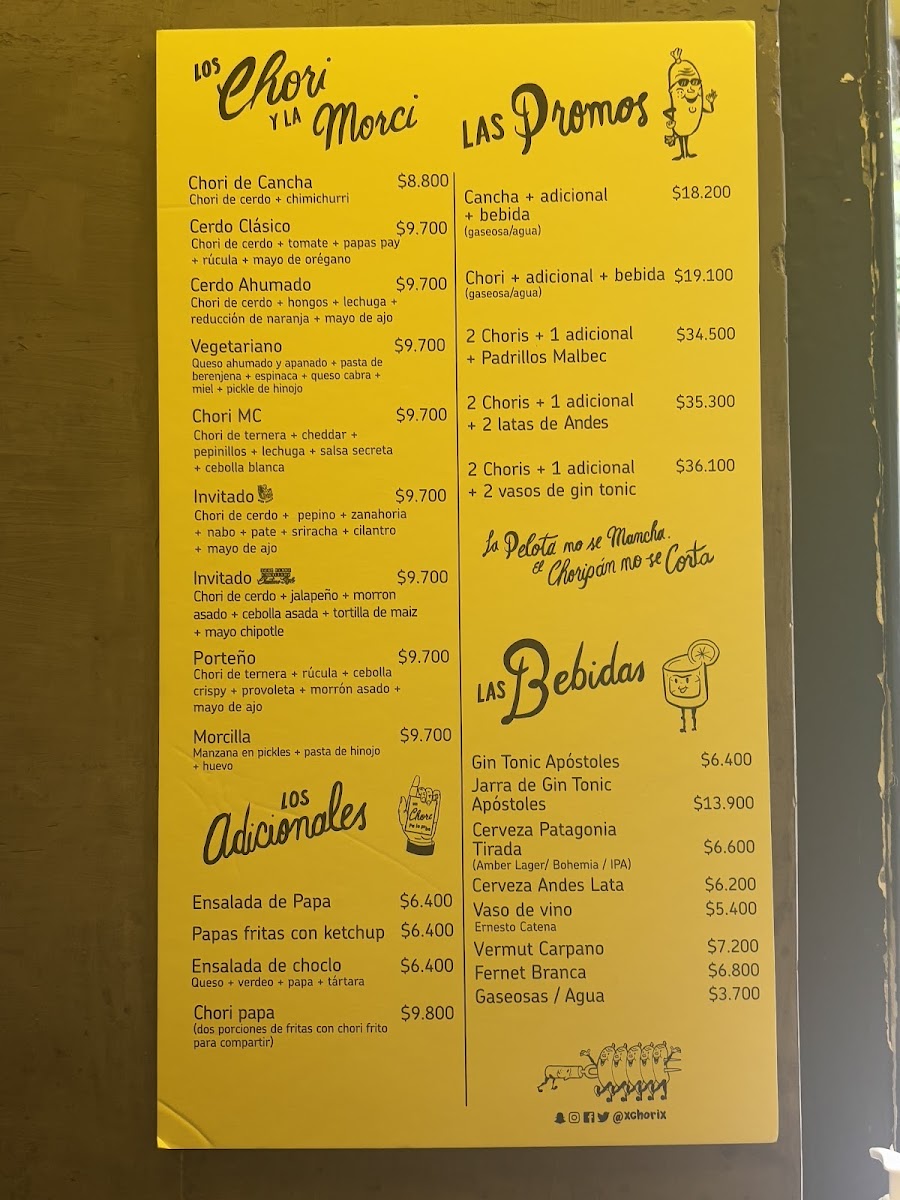 LOS Chori
Y LA Morci
Chori de Cancha $8.800
Chori de cerdo + chimichurri
Cerdo Clásico $9.700
Chori de cerdo + tomate + papas pay
+ rúcula + mayo de orégano
Cerdo Ahumado $9.700
Chori de cerdo + hongos + lechuga +
reducción de naranja + mayo de ajo
Vegetariano $9.700
Queso ahumado y apanado + pasta de
berenjena + espinaca + queso cabra +
miel + pickle de hinojo
Chori MC $9.700
Chori de ternera + cheddar +
pepinillos + lechuga + salsa secreta
+ cebolla blanca
Invitado $9.700
Chori de cerdo + pepino + zanahoria
+ nabo + pate + sriracha + cilantro
+ mayo de ajo
Invitado $9.700
Chori de cerdo + jalapeño + morron
asado + cebolla asada + tortilla de maiz
+ mayo chipotle
Porteño $9.700
Chori de ternera + rúcula + cebolla
crispy + provoleta + morrón asado +
mayo de ajo
Morcilla $9.700
Manzana en pickles + pasta de hinojo
+ huevo
LOS
Adicionales
Chori
Ensalada de Papa $6.400
Papas fritas con ketchup $6.400
Ensalada de choclo $6.400
Queso + verdeo + papa + tártara
Chori papa $9.800
(dos porciones de fritas con chori frito
para compartir)
LAS Promos
Cancha + adicional $18.200
+ bebida
(gaseosa/agua)
Chori + adicional + bebida $19.100
(gaseosa/agua)
2 Choris + 1 adicional $34.500
+ Padrillos Malbec
2 Choris + 1 adicional $35.300
+ 2 latas de Andes
2 Choris + 1 adicional $36.100
+ 2 vasos de gin tonic
La Pelota no se Mancha.
el Choripán no se Corta
LAS Bebidas
Gin Tonic Apóstoles $6.400
Jarra de Gin Tonic
Apóstoles $13.900
Cerveza Patagonia
Tirada $6.600
(Amber Lager/ Bohemia / IPA)
Cerveza Andes Lata $6.200
Vaso de vino $5.400
Ernesto Catena
Vermut Carpano $7.200
Fernet Branca $6.800
Gaseosas / Agua $3.700
@XCHORIX